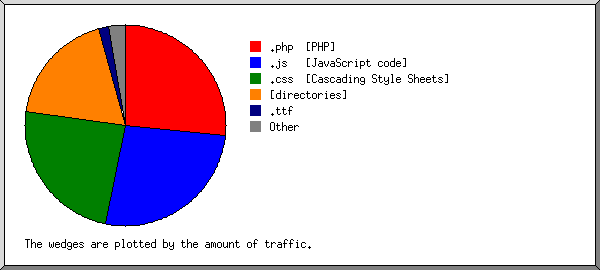 .php [PHP]
.js [JavaScript code]
.css [Cascading Style Sheets]
[directories]
.ttf
Other
The wedges are plotted by the amount of traffic.